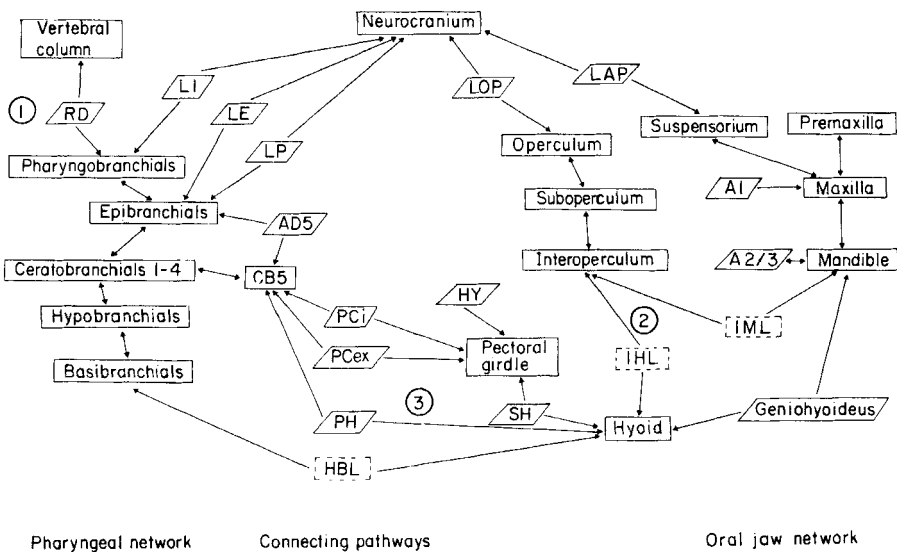 Neurocranium
Vertebral
column
LI
LAP
LOP
1
RD
LE
Suspensorium
Premaxilla
LP
Operculum
Pharyngobranchials
AI
Maxilla
Suboperculum
Epibranchials
AD5
Ceratobranchials 1-4
CB5
Interoperculum
A2/3
Mandible
HY
Hypobranchials
PCi
2
IML
Pectoral
girdle
PCex
IHL
Basibranchials
3
PH
SH
Hyoid
Geniohyoideus
HBL
Pharyngeal network
Connecting pathways
Oral jaw network